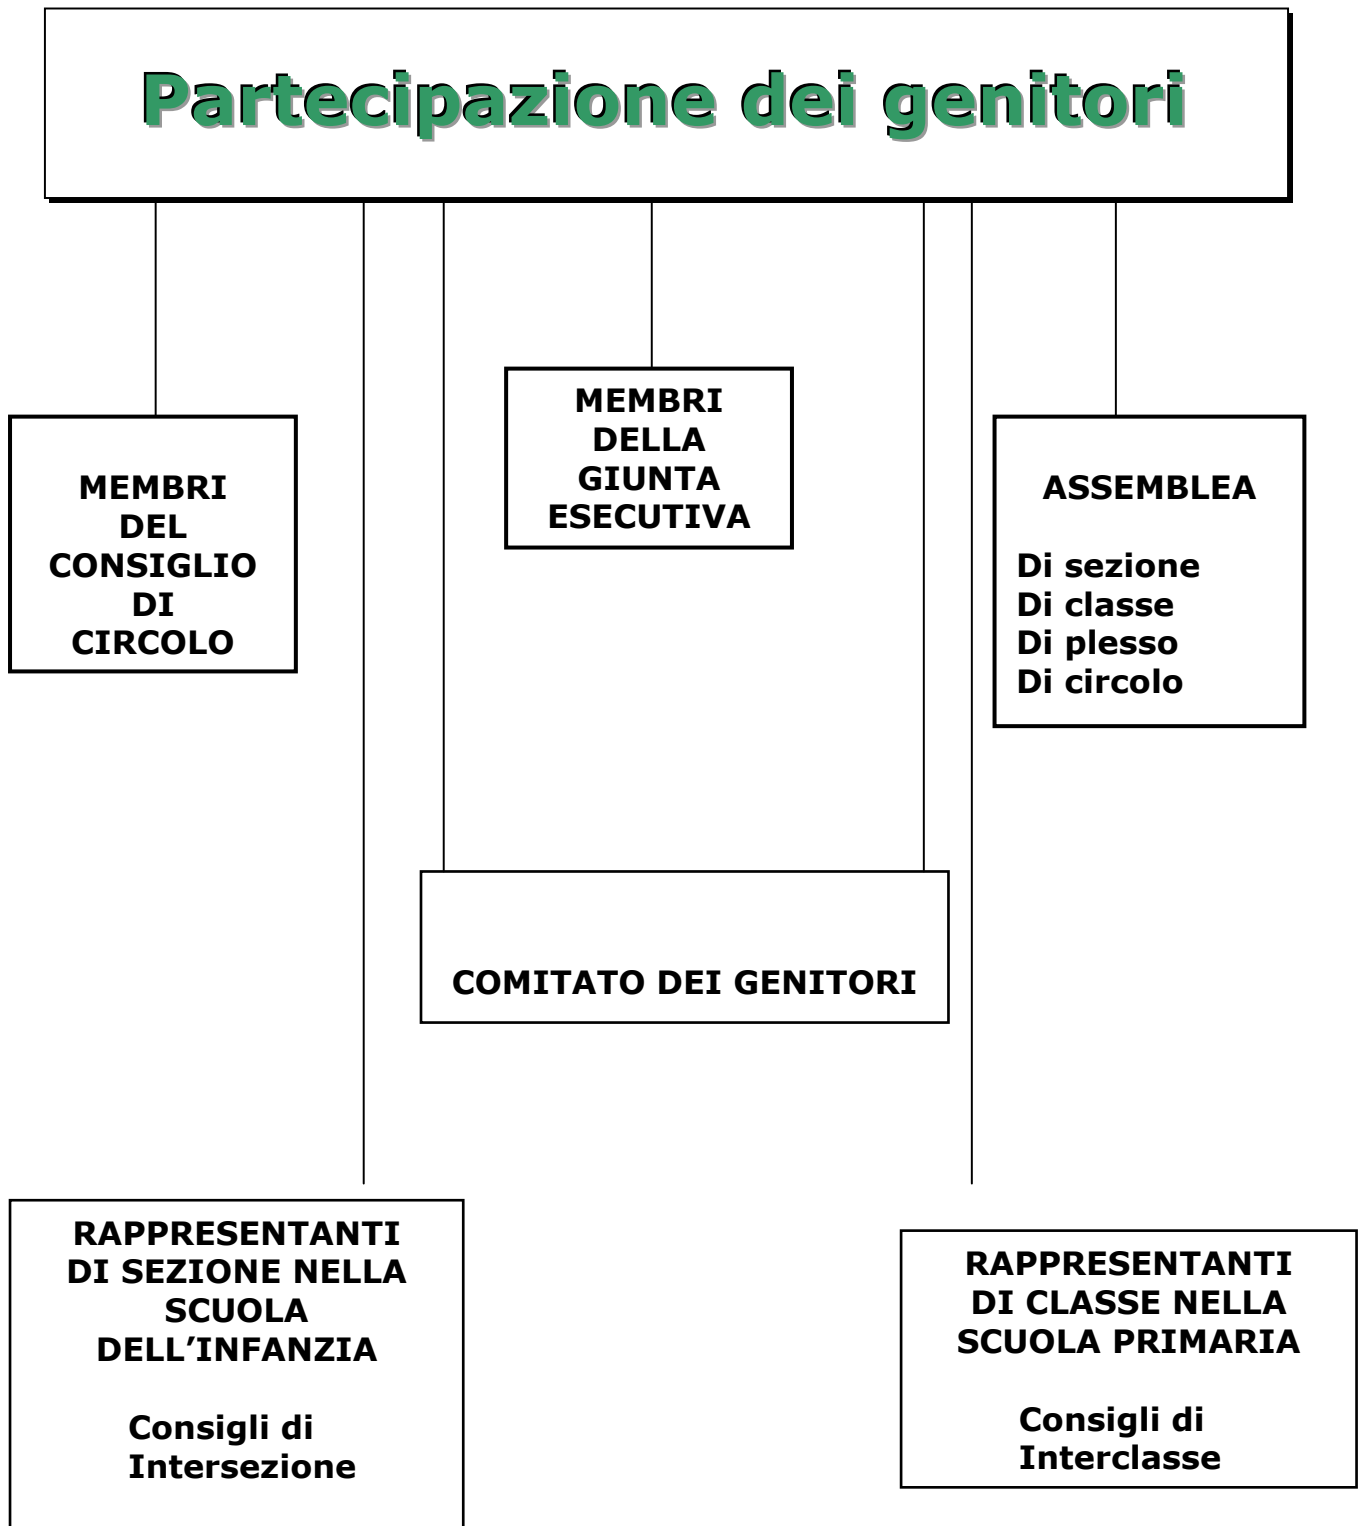 Partecipazione dei genitori
MEMBRI
DEL
CONSIGLIO
DI
CIRCOLO
MEMBRI
DELLA
GIUNTA
ESECUTIVA
ASSEMBLEA
Di sezione
Di classe
Di plesso
Di circolo
COMITATO DEI GENITORI
RAPPRESENTANTI
DI SEZIONE NELLA
SCUOLA
DELL’INFANZIA
Consigli di
Intersezione
RAPPRESENTANTI
DI CLASSE NELLA
SCUOLA PRIMARIA
Consigli di
Interclasse